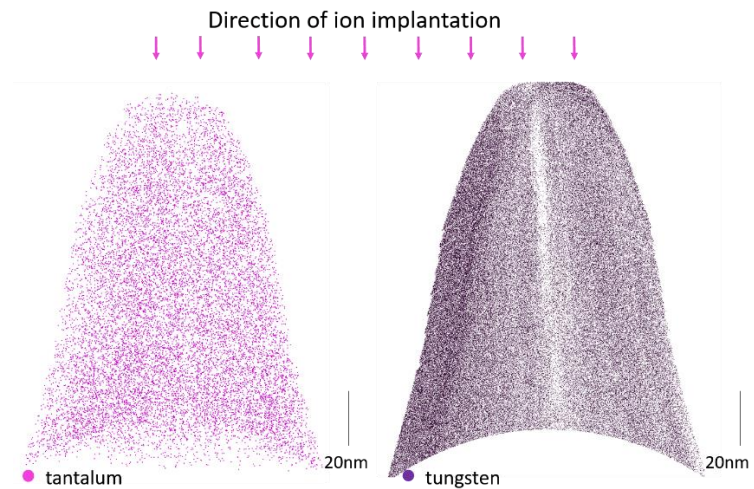 Direction of ion implantation
20nm
20nm
tantalum
tungsten